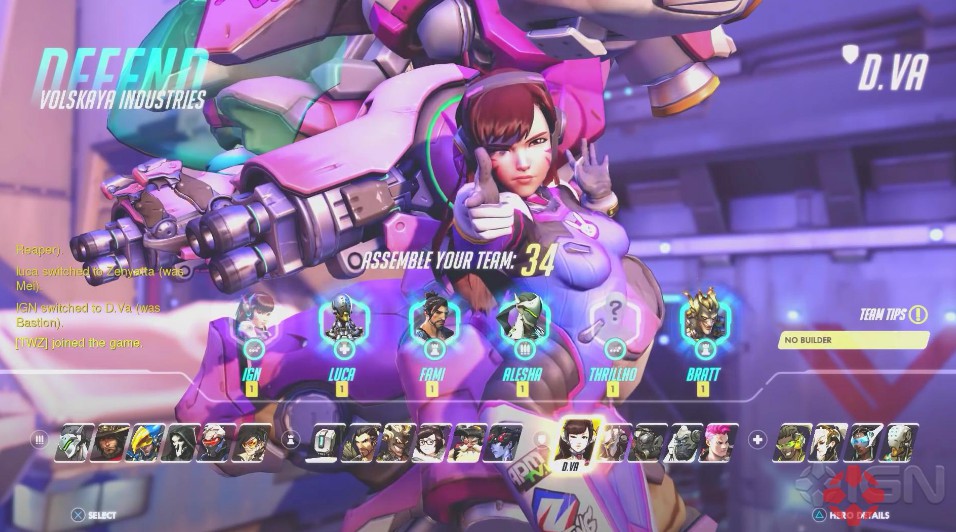 DEFEND
VOLSKAYA INDUSTRIES
D.VA
ASSEMBLE YOUR TEAM: 34
Reaper).
luca switched to Zenyatta (was
Mei).
IGN switched to D.Va (was
Bastion).
[TWZ] joined the game.
TEAM TIPS !
NO BUILDER
?
IGN LUCA FAMI ALESHA THRILLHO BRATT
1 1 1 1 1 1
D.VA
IGN
SELECT
HERO DETAILS